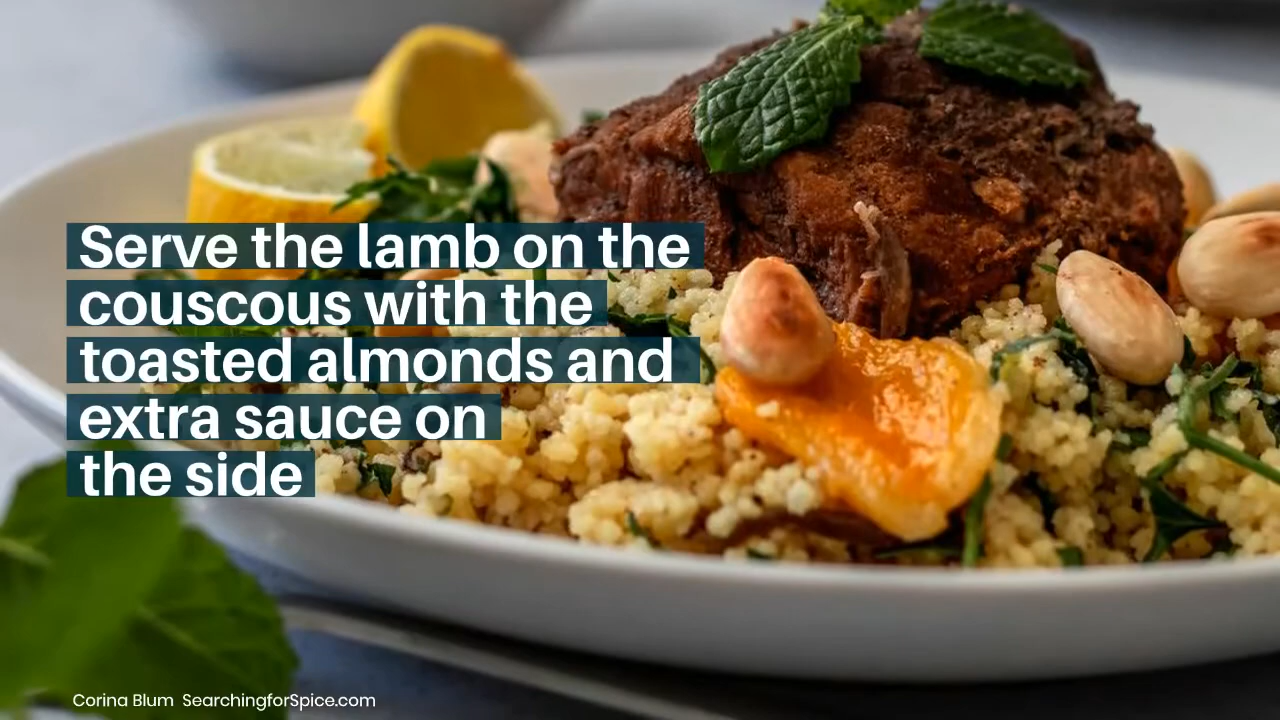 Serve the lamb on the
couscous with the
toasted almonds and
extra sauce on
the side
Corina Blum SearchingforSpice.com